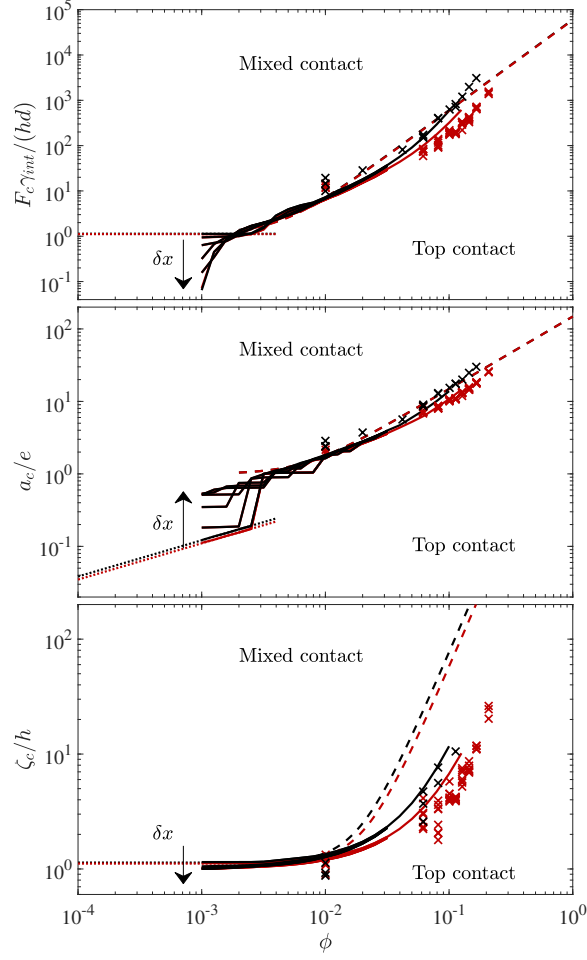 10^5
10^4
10^3
10^2
10^1
10^0
10^-1
F_c γ_int/(hd)
Mixed contact
Top contact
δx
10^2
10^1
10^0
10^-1
a_c/e
Mixed contact
Top contact
δx
10^2
10^1
10^0
ζ_c/h
Mixed contact
Top contact
δx
10^-4
10^-3
10^-2
10^-1
10^0
ϕ